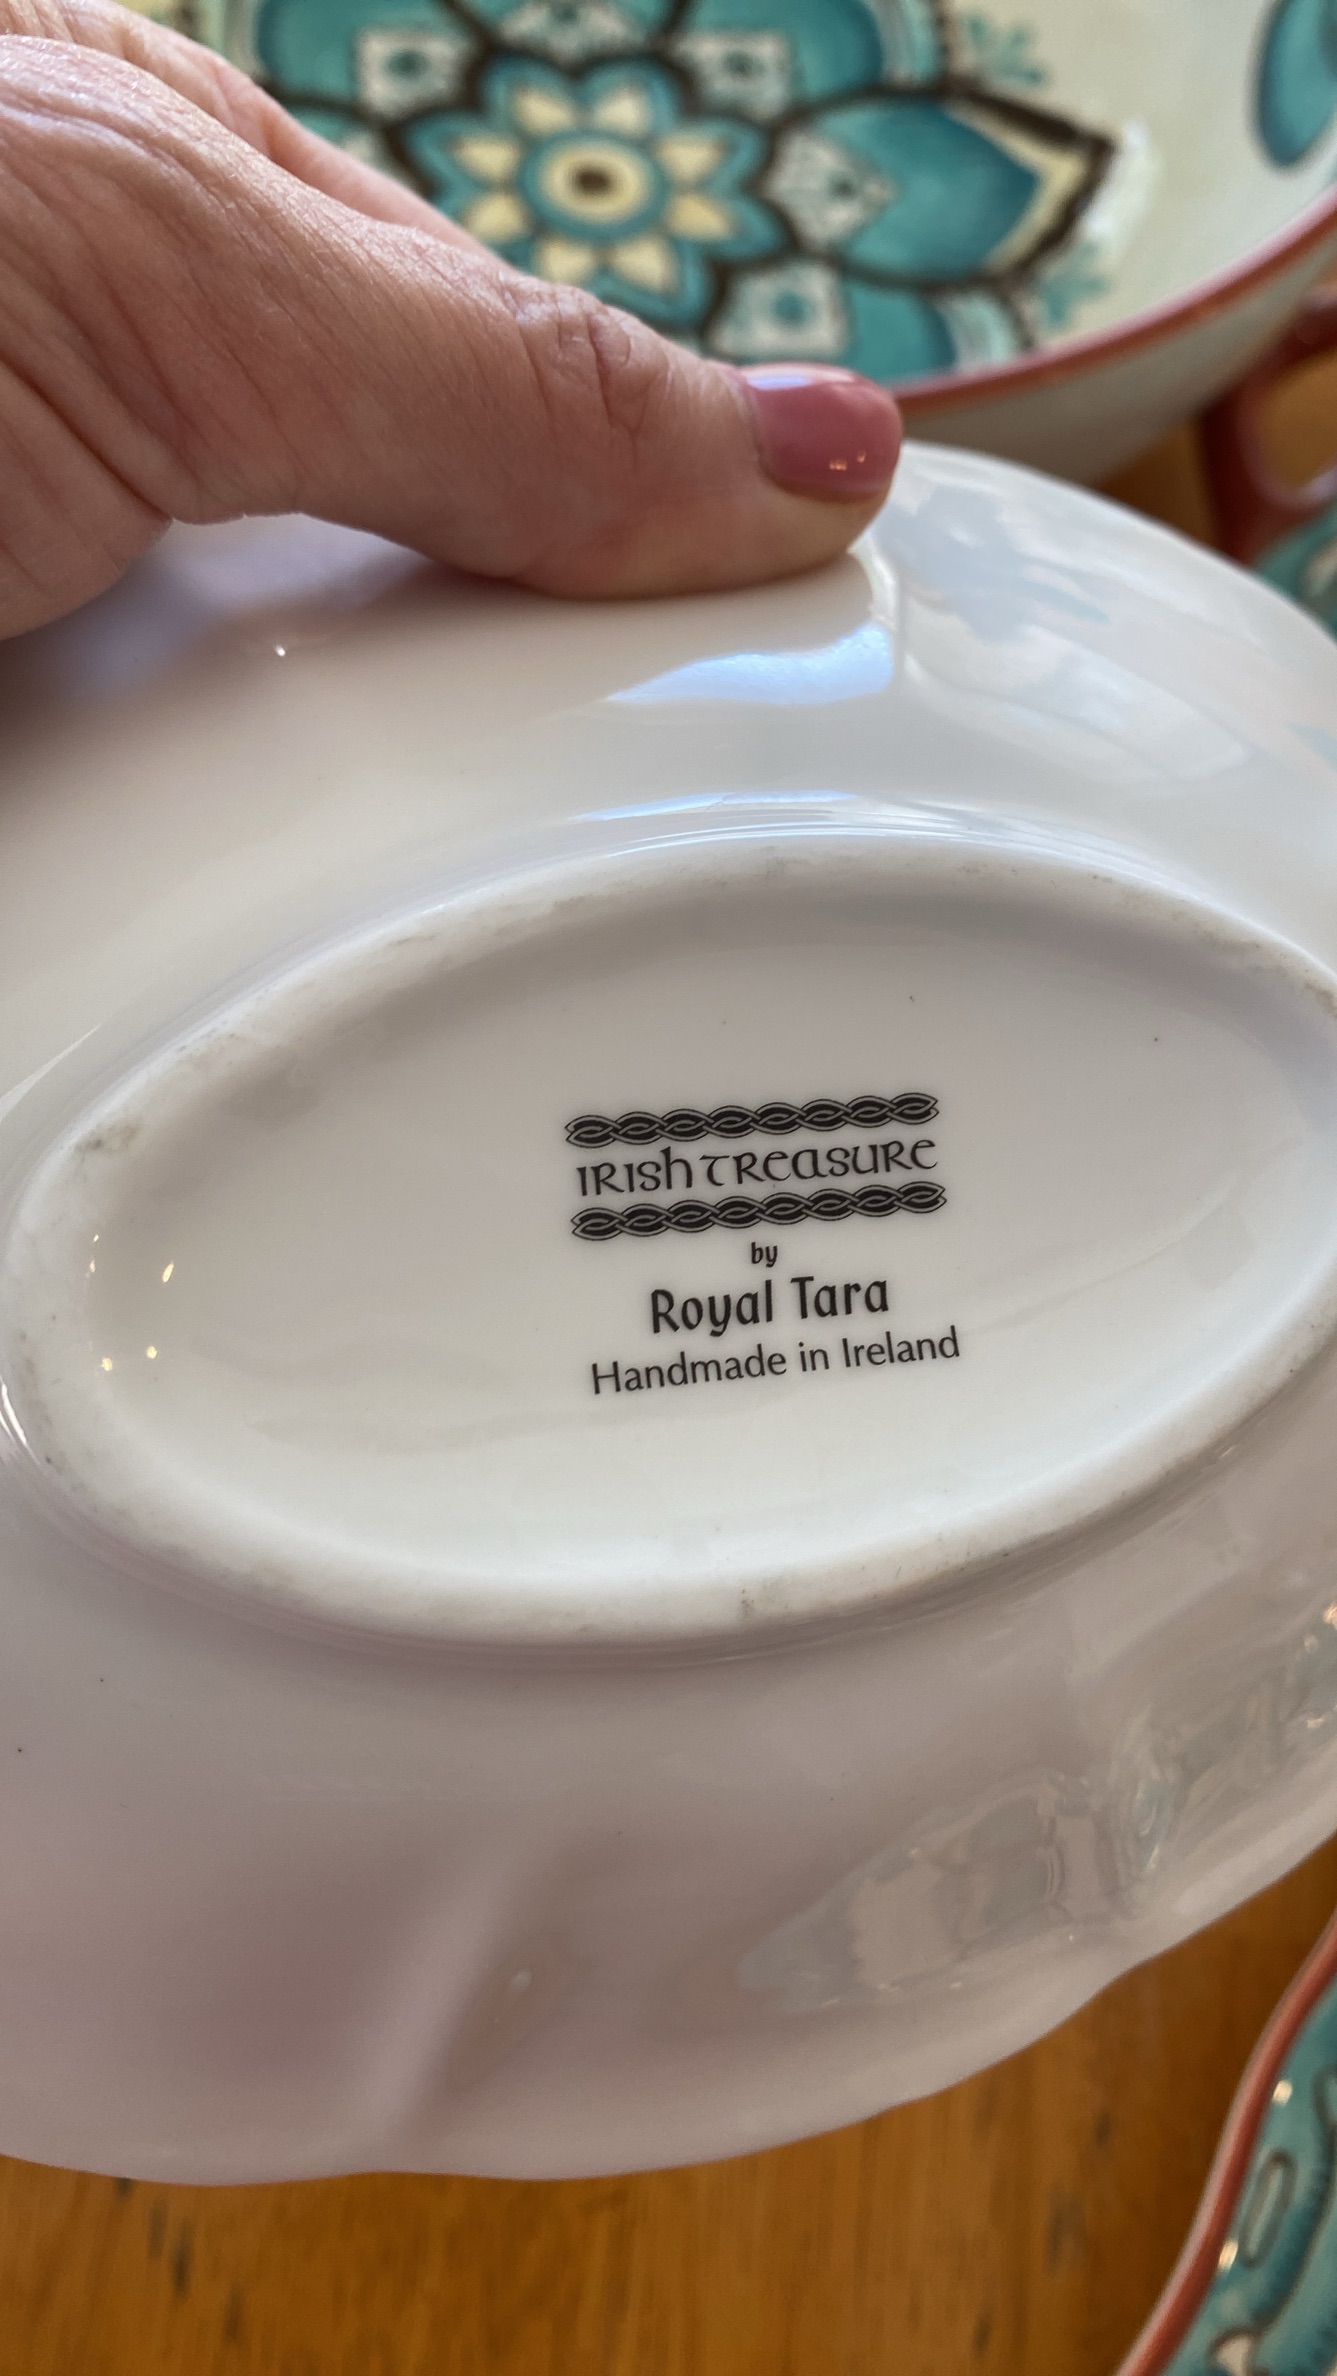 IRISH TREASURE
by
Royal Tara
Handmade in Ireland